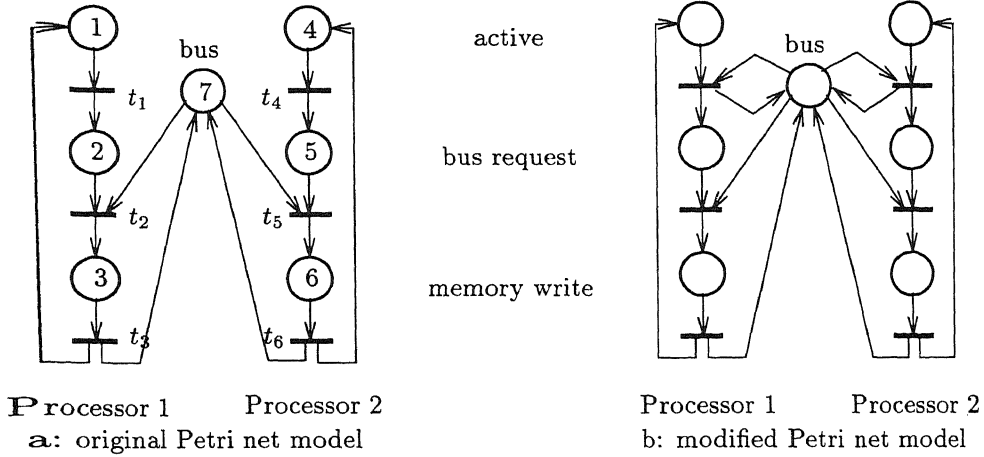 1
4
active
bus
bus
t1
7
t4
2
5
bus request
t2
t5
3
6
memory write
t3
t6
Processor 1
Processor 2
Processor 1
Processor 2
a: original Petri net model
b: modified Petri net model